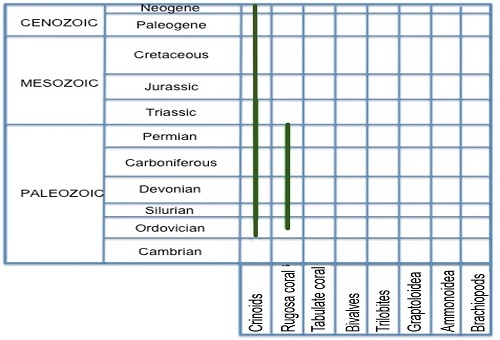 Neogene
CENOZOIC
Paleogene
Cretaceous
MESOZOIC
Jurassic
Triassic
Permian
Carboniferous
PALEOZOIC
Devonian
Silurian
Ordovician
Cambrian
Crinoids
Rugosa corals
Tabulate coral
Bivalves
Trilobites
Graptoloidea
Ammonoidea
Brachiopods